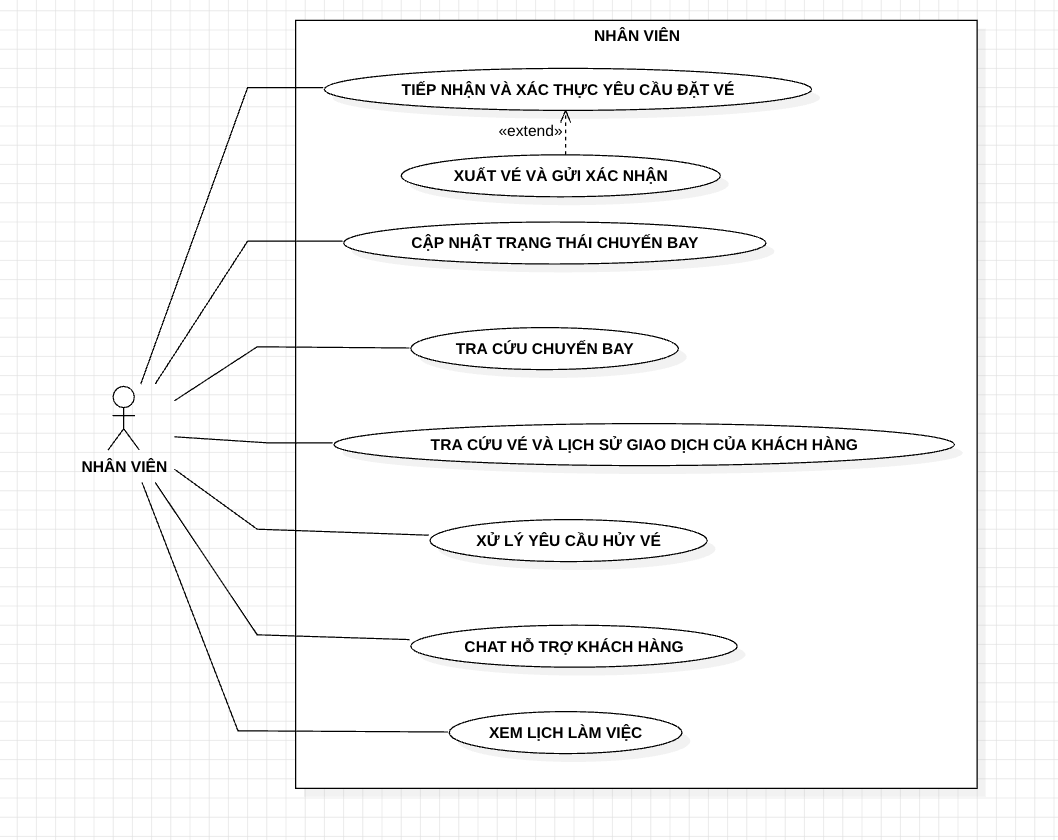 NHÂN VIÊN
TIẾP NHẬN VÀ XÁC THỰC YÊU CẦU ĐẶT VÉ
«extend»
XUẤT VÉ VÀ GỬI XÁC NHẬN
CẬP NHẬT TRẠNG THÁI CHUYẾN BAY
TRA CỨU CHUYẾN BAY
TRA CỨU VÉ VÀ LỊCH SỬ GIAO DỊCH CỦA KHÁCH HÀNG
NHÂN VIÊN
XỬ LÝ YÊU CẦU HỦY VÉ
CHAT HỖ TRỢ KHÁCH HÀNG
XEM LỊCH LÀM VIỆC